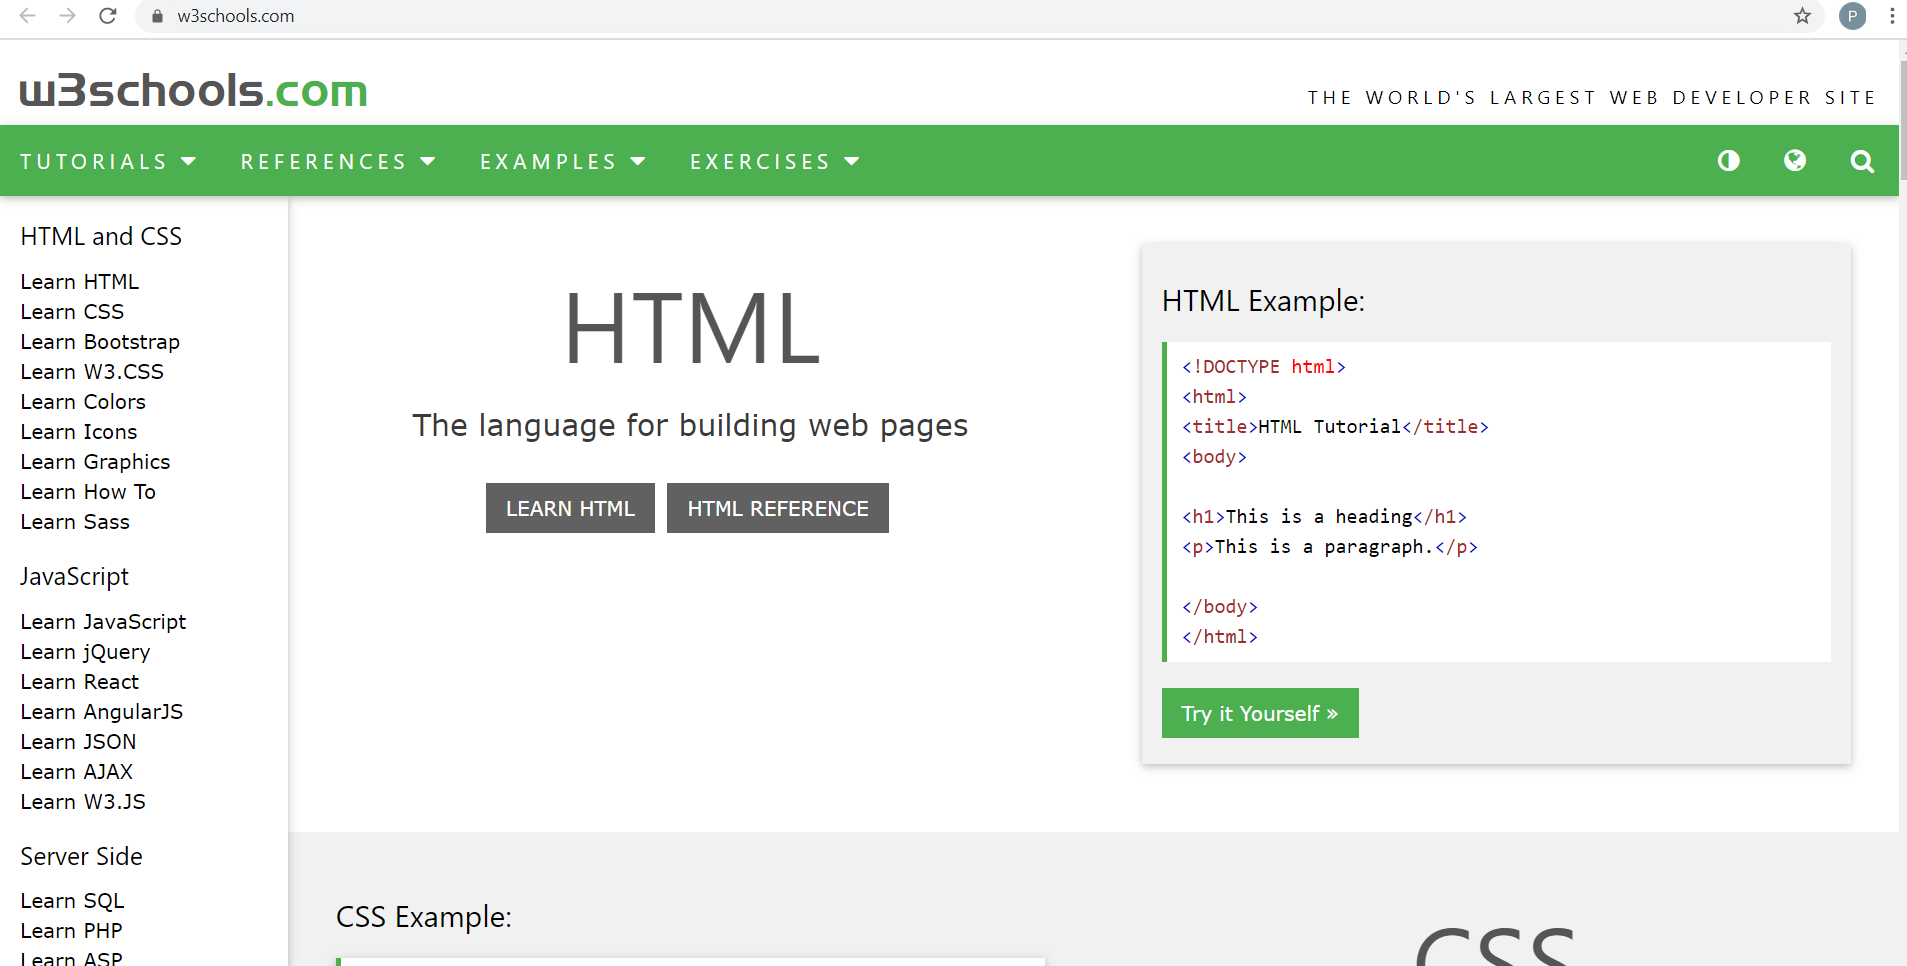 w3schools.com
P
w3schools.com
THE WORLD'S LARGEST WEB DEVELOPER SITE
TUTORIALS REFERENCES EXAMPLES EXERCISES
HTML and CSS
Learn HTML
Learn CSS
Learn Bootstrap
Learn W3.CSS
Learn Colors
Learn Icons
Learn Graphics
Learn How To
Learn Sass
JavaScript
Learn JavaScript
Learn jQuery
Learn React
Learn AngularJS
Learn JSON
Learn AJAX
Learn W3.JS
Server Side
Learn SQL
Learn PHP
Learn ASP
HTML
The language for building web pages
LEARN HTML HTML REFERENCE
HTML Example:
<!DOCTYPE html>
<html>
<title>HTML Tutorial</title>
<body>
<h1>This is a heading</h1>
<p>This is a paragraph.</p>
</body>
</html>
Try it Yourself »
CSS Example:
CSS